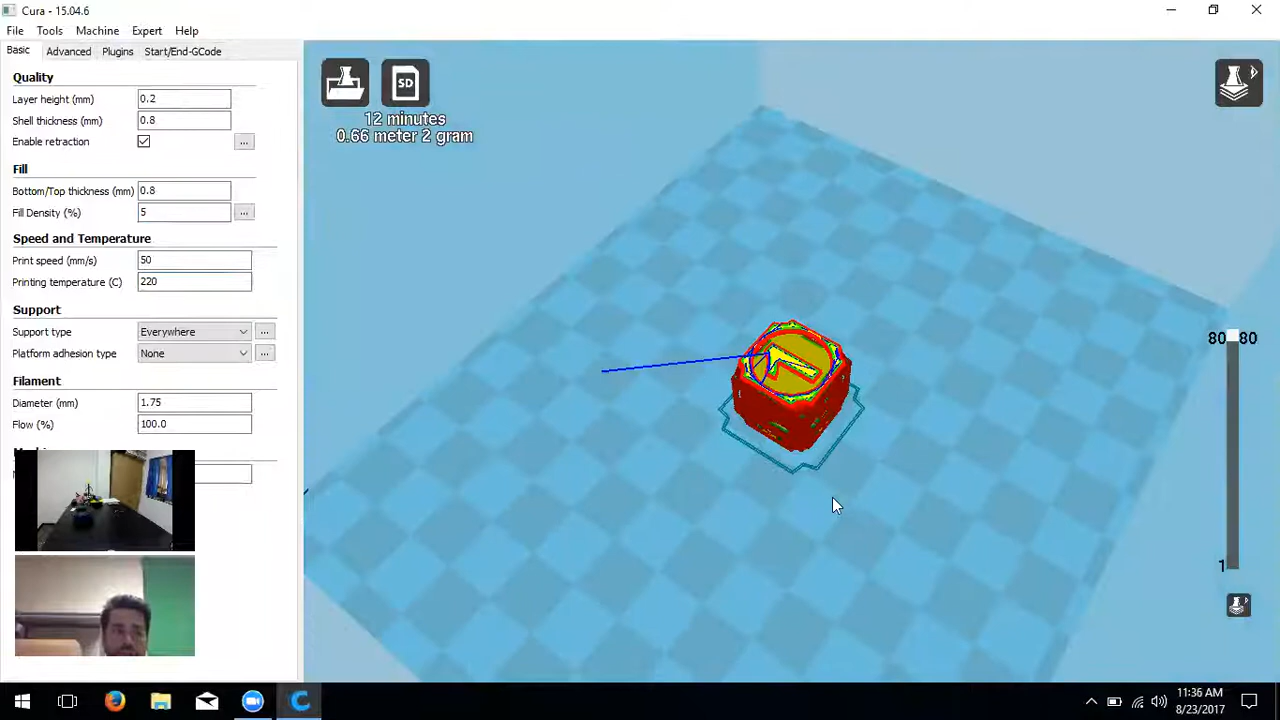 Cura - 15.04.6
File Tools Machine Expert Help
Basic Advanced Plugins Start/End-GCode
Quality
Layer height (mm) 0.2
Shell thickness (mm) 0.8
Enable retraction ...
Fill
Bottom/Top thickness (mm) 0.8
Fill Density (%) 5 ...
Speed and Temperature
Print speed (mm/s) 50
Printing temperature (C) 220
Support
Support type Everywhere ...
Platform adhesion type None ...
Filament
Diameter (mm) 1.75
Flow (%) 100.0
SD
12 minutes
0.66 meter 2 gram
80 80
1
11:36 AM
8/23/2017